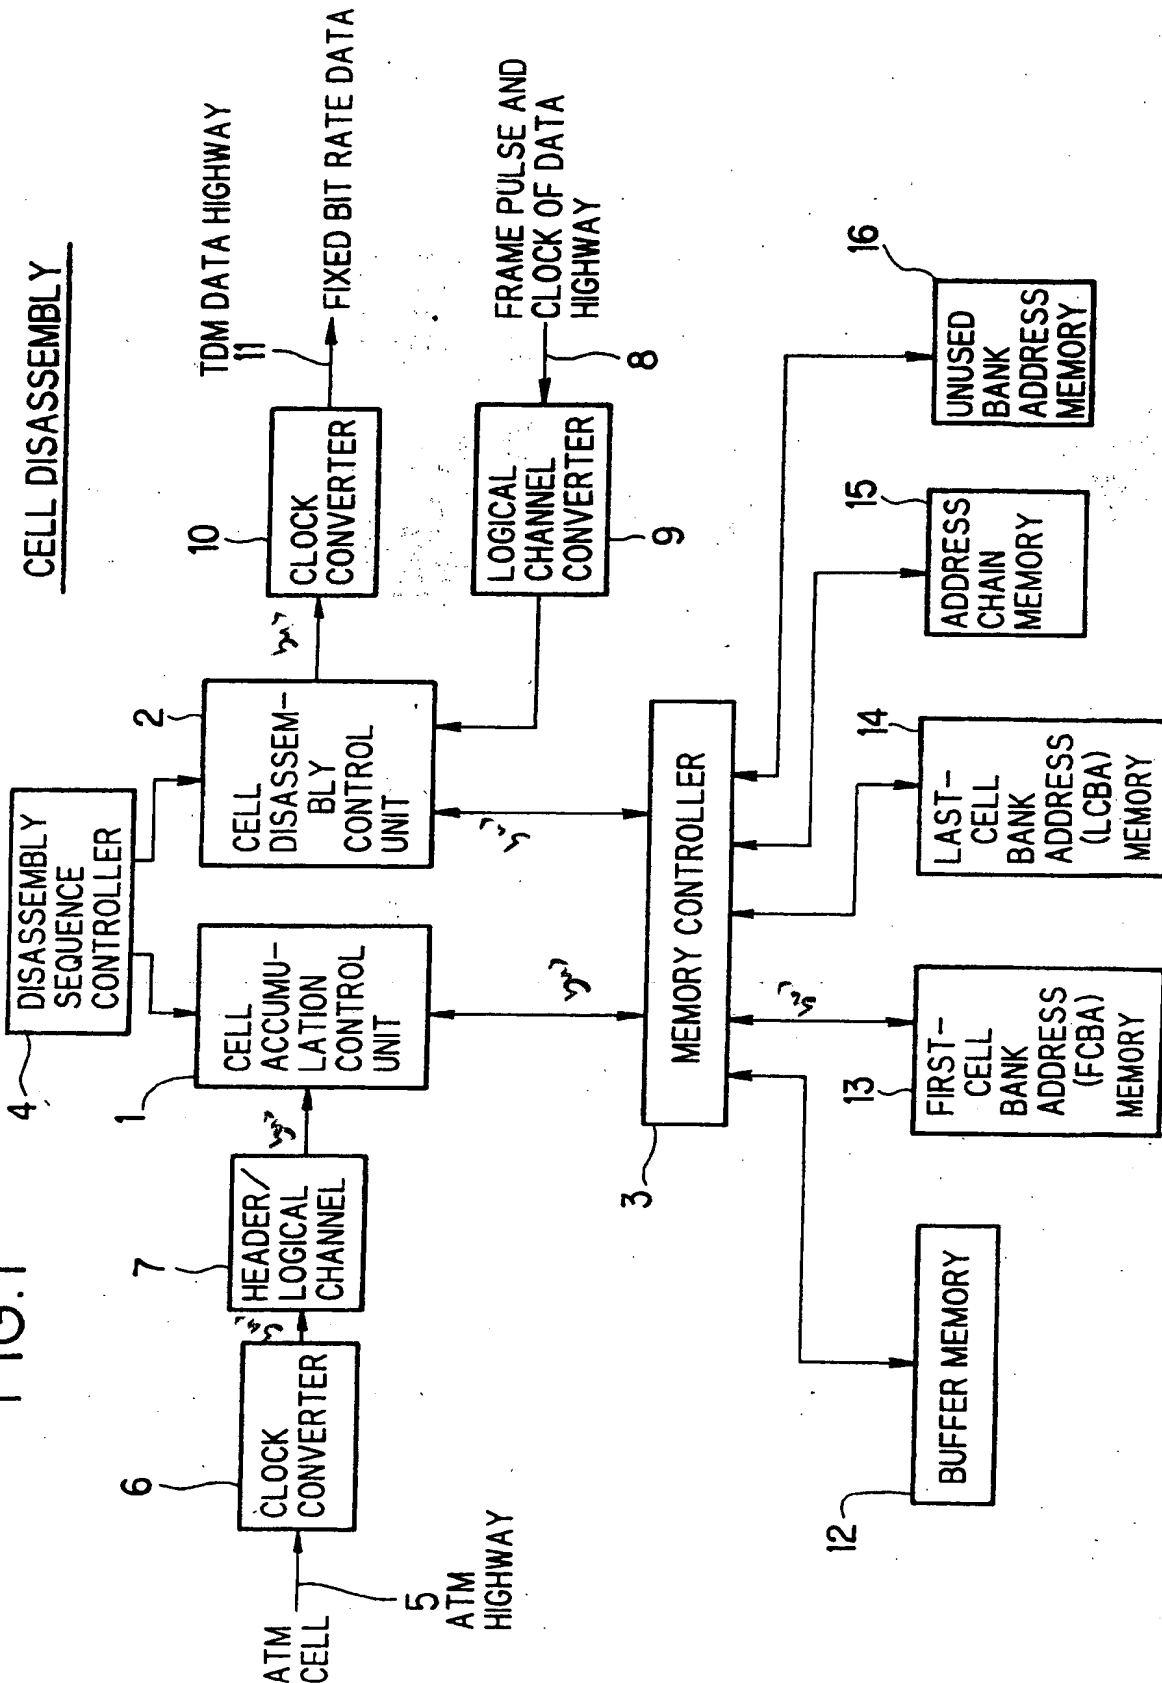 FIG.1
CELL DISASSEMBLY
4
DISASSEMBLY
SEQUENCE
CONTROLLER
ATM
CELL
5
ATM
HIGHWAY
6
CLOCK
CONVERTER
7
HEADER/
LOGICAL
CHANNEL
1
CELL
ACCUMU-
LATION
CONTROL
UNIT
2
CELL
DISASSEM-
BLY
CONTROL
UNIT
10
CLOCK
CONVERTER
TDM DATA HIGHWAY
11
FIXED BIT RATE DATA
LOGICAL
CHANNEL
CONVERTER
9
FRAME PULSE AND
CLOCK OF DATA
HIGHWAY
8
3
MEMORY CONTROLLER
12
BUFFER MEMORY
13
FIRST-
CELL
BANK
ADDRESS
(FCBA)
MEMORY
14
LAST-
CELL
BANK
ADDRESS
(LCBA)
MEMORY
15
ADDRESS
CHAIN
MEMORY
16
UNUSED
BANK
ADDRESS
MEMORY